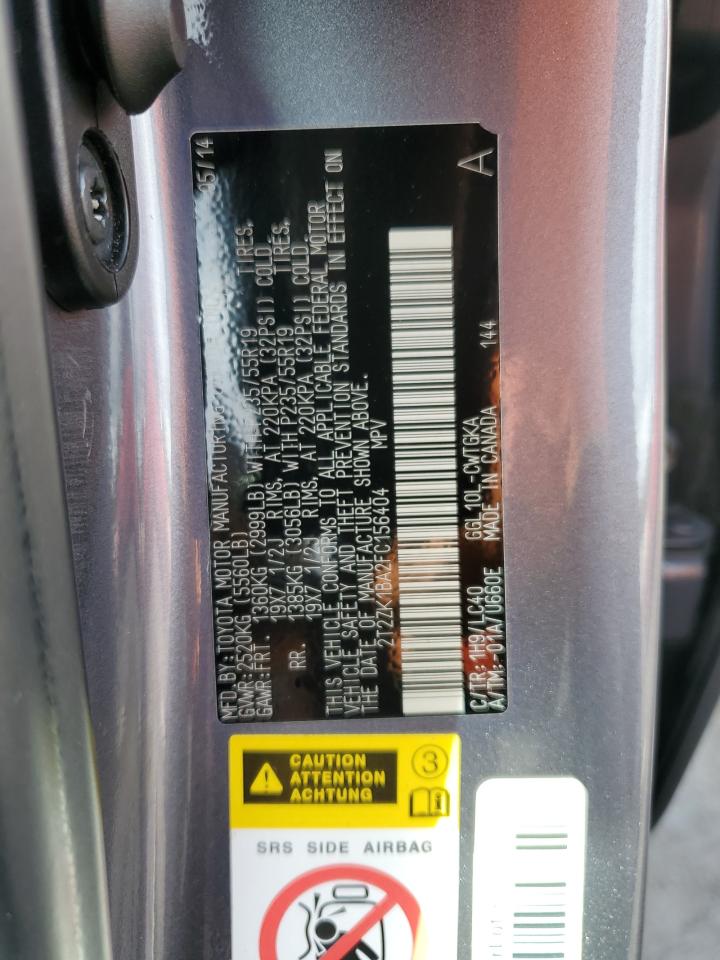 MFD. BY: TOYOTA MOTOR MANUFACTURING 05/14
GVWR: 2520KG (5560LB)
GAWR: FRT. 1360KG (2999LB) WITH P235/55R19 TIRES,
19X7 1/2J RIMS, AT 220KPA (32PSI) COLD.
RR. 1385KG (3056LB) WITH P235/55R19 TIRES,
19X7 1/2J RIMS, AT 220KPA (32PSI) COLD.
THIS VEHICLE CONFORMS TO ALL APPLICABLE FEDERAL MOTOR
VEHICLE SAFETY AND THEFT PREVENTION STANDARDS IN EFFECT ON
THE DATE OF MANUFACTURE SHOWN ABOVE.
2T2ZK1BA2FC156404 MPV
C/TR: 1H9/LC40 GGL10L-CWTGKA 144
A/TM: -01A/U660E MADE IN CANADA
A
CAUTION
ATTENTION
ACHTUNG
3
SRS SIDE AIRBAG